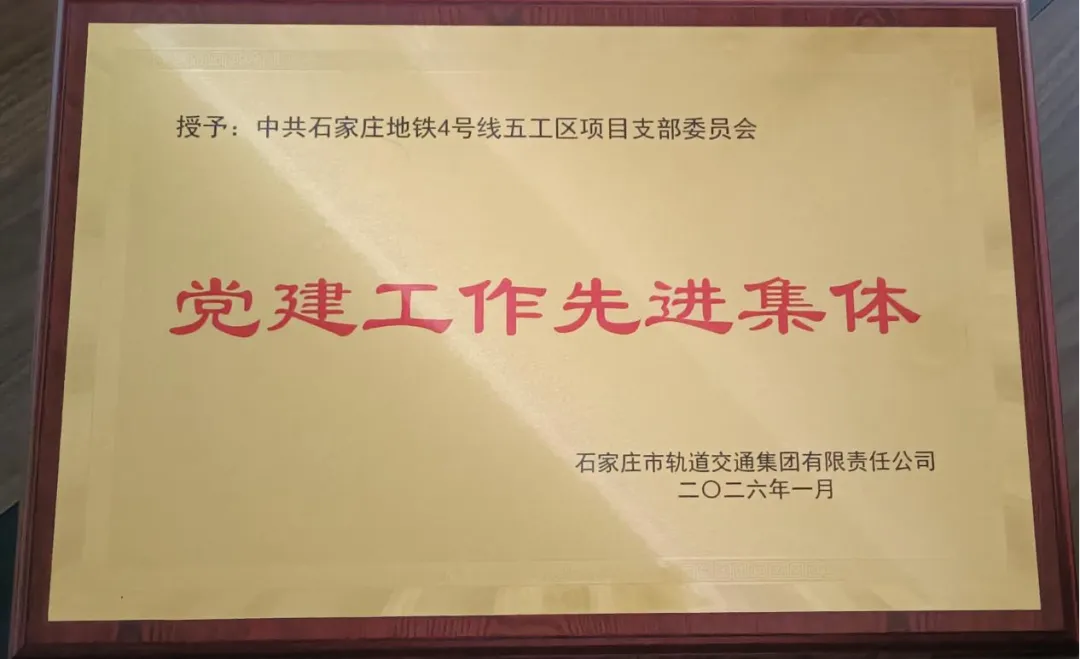 授予：中共石家庄地铁4号线五工区项目支部委员会
党建工作先进集体
石家庄市轨道交通集团有限责任公司
二〇二六年一月